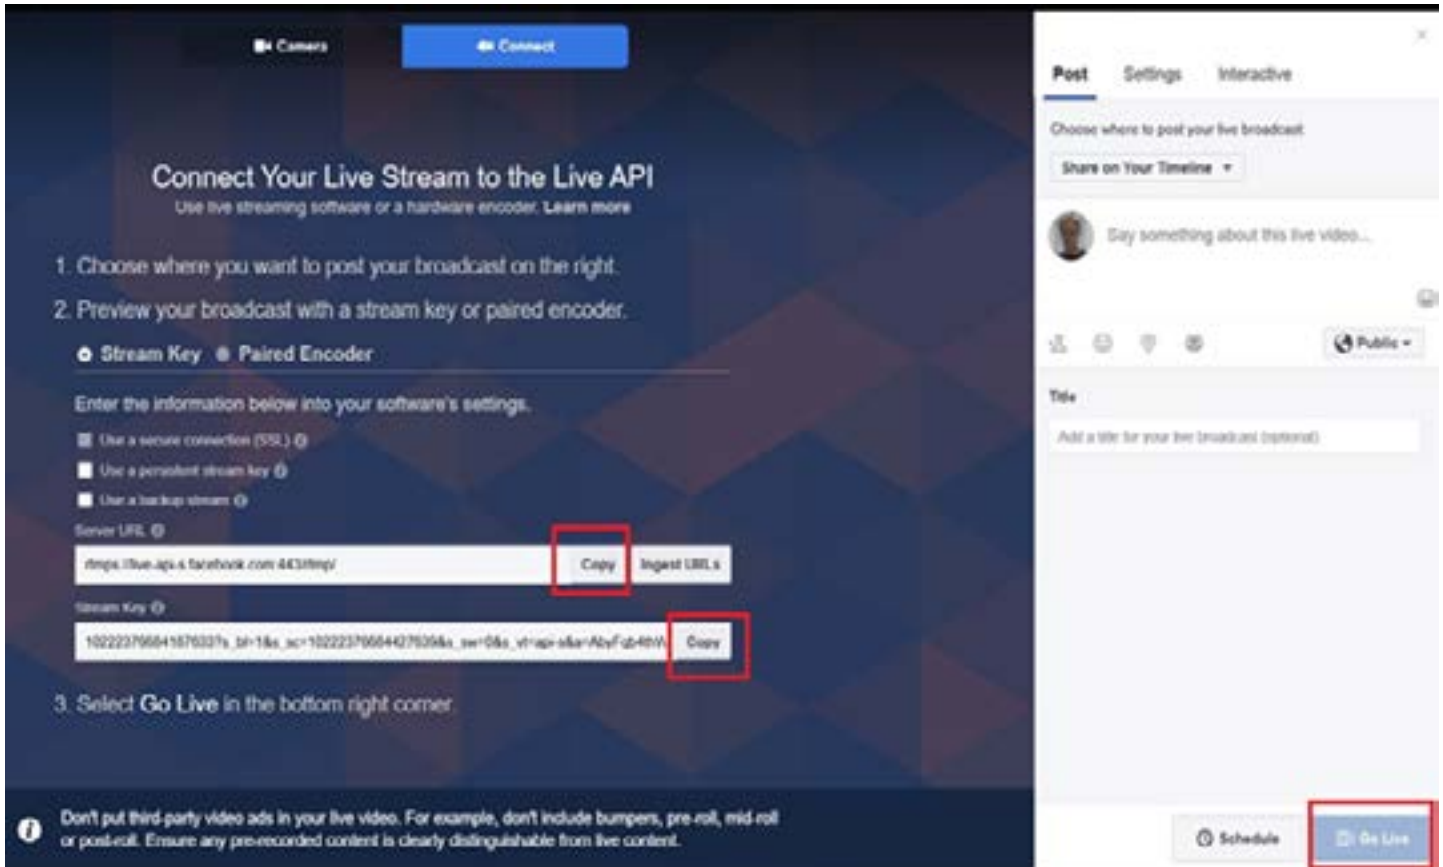 Camera
Connect
Connect Your Live Stream to the Live API
Use live streaming software or a hardware encoder. Learn more
1. Choose where you want to post your broadcast on the right.
2. Preview your broadcast with a stream key or paired encoder.
Stream Key Paired Encoder
Enter the information below into your software's settings.
Use a secure connection (SSL)
Use a persistent stream key
Use a backup stream
Server URL
rtmps://live-api-s.facebook.com:443/rtmp/ Copy Ingest URLs
Stream Key
Copy
3. Select Go Live in the bottom right corner.
Don't put third-party video ads in your live video. For example, don't include bumpers, pre-roll, mid-roll
or post-roll. Ensure any pre-recorded content is clearly distinguishable from live content.
Post Settings Interactive
Choose where to post your live broadcast
Share on Your Timeline
Say something about this live video...
Public
Title
Add a title for your live broadcast (optional)
Schedule Go Live